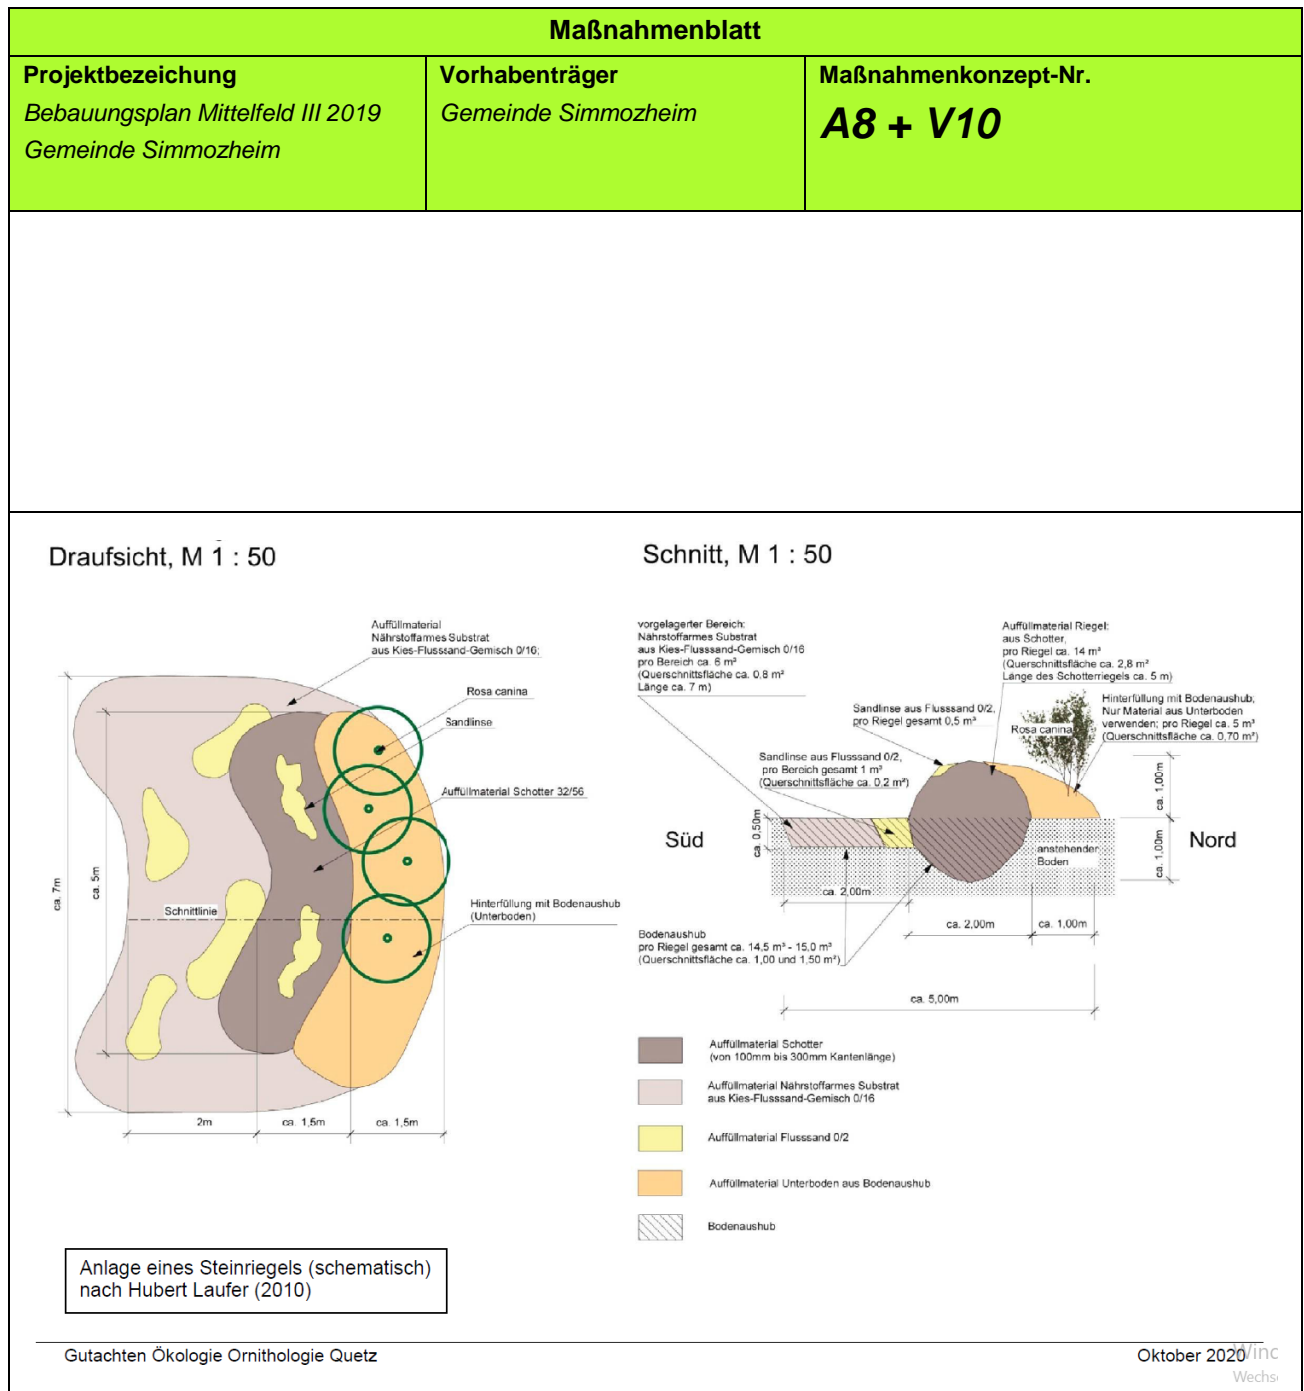 Maßnahmenblatt
Projektbezeichung
Bebauungsplan Mittelfeld III 2019
Gemeinde Simmozheim
Vorhabenträger
Gemeinde Simmozheim
Maßnahmenkonzept-Nr.
A8 + V10
Draufsicht, M 1 : 50
Auffüllmaterial
Nährstoffarmes Substrat
aus Kies-Flusssand-Gemisch 0/16;
Rosa canina
Sandlinse
Auffüllmaterial Schotter 32/56
Hinterfüllung mit Bodenaushub
(Unterboden)
Schnittlinie
ca. 7m
ca. 5m
2m
ca. 1,5m
ca. 1,5m
Schnitt, M 1 : 50
vorgelagerter Bereich:
Nährstoffarmes Substrat
aus Kies-Flusssand-Gemisch 0/16
pro Bereich ca. 6 m³
(Querschnittsfläche ca. 0,8 m²
Länge ca. 7 m)
Sandlinse aus Flusssand 0/2,
pro Riegel gesamt 0,5 m³
Sandlinse aus Flusssand 0/2,
pro Bereich gesamt 1 m³
(Querschnittsfläche ca. 0,2 m²)
Auffüllmaterial Riegel:
aus Schotter,
pro Riegel ca. 14 m³
(Querschnittsfläche ca. 2,8 m²
Länge des Schotterriegels ca. 5 m)
Hinterfüllung mit Bodenaushub;
Nur Material aus Unterboden
verwenden; pro Riegel ca. 5 m³
(Querschnittsfläche ca. 0,70 m²)
Rosa canina
Süd
Nord
anstehender
Boden
ca. 0,50m
ca. 1,00m
ca. 1,00m
ca. 2,00m
ca. 2,00m
ca. 1,00m
Bodenaushub
pro Riegel gesamt ca. 14,5 m³ - 15,0 m³
(Querschnittsfläche ca. 1,00 und 1,50 m²)
ca. 5,00m
Auffüllmaterial Schotter
(von 100mm bis 300mm Kantenlänge)
Auffüllmaterial Nährstoffarmes Substrat
aus Kies-Flusssand-Gemisch 0/16
Auffüllmaterial Flusssand 0/2
Auffüllmaterial Unterboden aus Bodenaushub
Bodenaushub
Anlage eines Steinriegels (schematisch)
nach Hubert Laufer (2010)
Gutachten Ökologie Ornithologie Quetz
Oktober 2020
Winc
Wechs